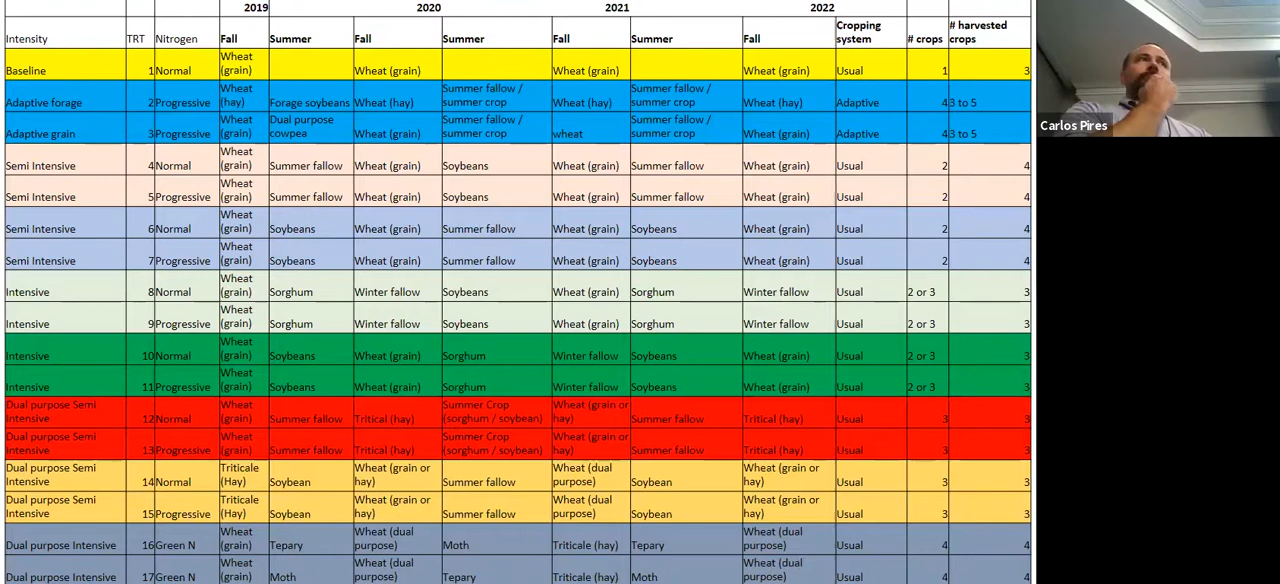 2019 2020 2021 2022
Intensity TRT Nitrogen Fall Summer Fall Summer Fall Summer Fall Cropping system # crops # harvested crops
Baseline 1 Normal Wheat (grain) Wheat (grain) Wheat (grain) Wheat (grain) Usual 1 3
Adaptive forage 2 Progressive Wheat (hay) Forage soybeans Wheat (hay) Summer fallow / summer crop Wheat (hay) Summer fallow / summer crop Wheat (hay) Adaptive 4 3 to 5
Adaptive grain 3 Progressive Wheat (grain) Dual purpose cowpea Wheat (grain) Summer fallow / summer crop wheat Summer fallow / summer crop Wheat (grain) Adaptive 4 3 to 5
Semi Intensive 4 Normal Wheat (grain) Summer fallow Wheat (grain) Soybeans Wheat (grain) Summer fallow Wheat (grain) Usual 2 4
Semi Intensive 5 Progressive Wheat (grain) Summer fallow Wheat (grain) Soybeans Wheat (grain) Summer fallow Wheat (grain) Usual 2 4
Semi Intensive 6 Normal Wheat (grain) Soybeans Wheat (grain) Summer fallow Wheat (grain) Soybeans Wheat (grain) Usual 2 4
Semi Intensive 7 Progressive Wheat (grain) Soybeans Wheat (grain) Summer fallow Wheat (grain) Soybeans Wheat (grain) Usual 2 4
Intensive 8 Normal Wheat (grain) Sorghum Winter fallow Soybeans Wheat (grain) Sorghum Winter fallow Usual 2 or 3 3
Intensive 9 Progressive Wheat (grain) Sorghum Winter fallow Soybeans Wheat (grain) Sorghum Winter fallow Usual 2 or 3 3
Intensive 10 Normal Wheat (grain) Soybeans Wheat (grain) Sorghum Winter fallow Soybeans Wheat (grain) Usual 2 or 3 3
Intensive 11 Progressive Wheat (grain) Soybeans Wheat (grain) Sorghum Winter fallow Soybeans Wheat (grain) Usual 2 or 3 3
Dual purpose Semi Intensive 12 Normal Wheat (grain) Summer fallow Tritical (hay) Summer Crop (sorghum / soybean) Wheat (grain or hay) Summer fallow Tritical (hay) Usual 3 3
Dual purpose Semi Intensive 13 Progressive Wheat (grain) Summer fallow Tritical (hay) Summer Crop (sorghum / soybean) Wheat (grain or hay) Summer fallow Tritical (hay) Usual 3 3
Dual purpose Semi Intensive 14 Normal Triticale (Hay) Soybean Wheat (grain or hay) Summer fallow Wheat (dual purpose) Soybean Wheat (grain or hay) Usual 3 3
Dual purpose Semi Intensive 15 Progressive Triticale (Hay) Soybean Wheat (grain or hay) Summer fallow Wheat (dual purpose) Soybean Wheat (grain or hay) Usual 3 3
Dual purpose Intensive 16 Green N Wheat (grain) Tepary Wheat (dual purpose) Moth Triticale (hay) Tepary Wheat (dual purpose) Usual 4 4
Dual purpose Intensive 17 Green N Wheat (grain) Moth Wheat (dual purpose) Tepary Triticale (hay) Moth Wheat (dual purpose) Usual 4 4
Carlos Pires